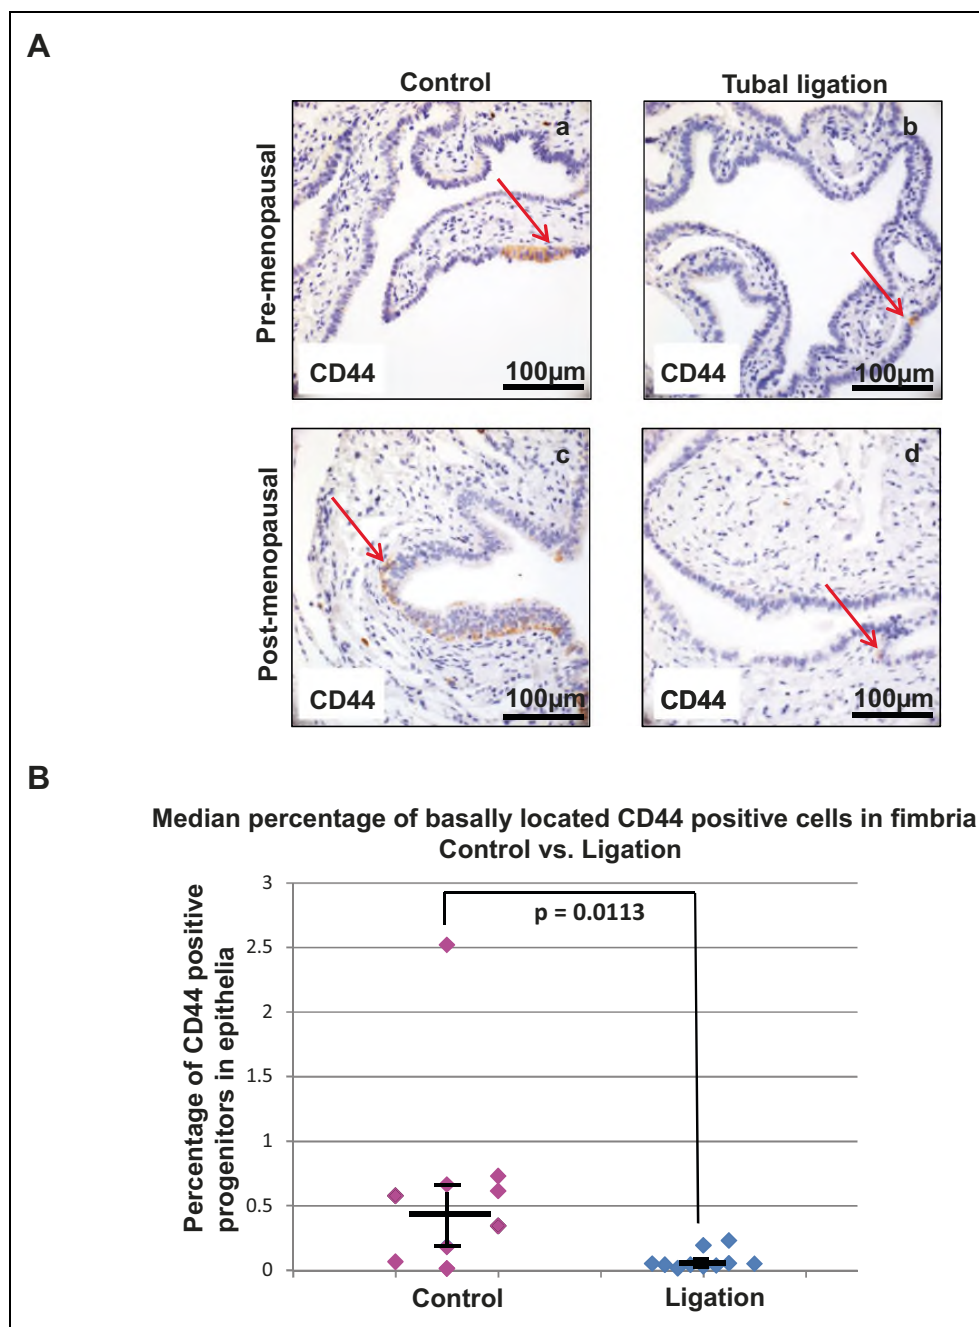 A
Control
Tubal ligation
Pre-menopausal
a
CD44
100µm
b
CD44
100µm
Post-menopausal
c
CD44
100µm
d
CD44
100µm
B
Median percentage of basally located CD44 positive cells in fimbria
Control vs. Ligation
Percentage of CD44 positive
progenitors in epithelia
3
2.5
2
1.5
1
0.5
0
p = 0.0113
Control
Ligation